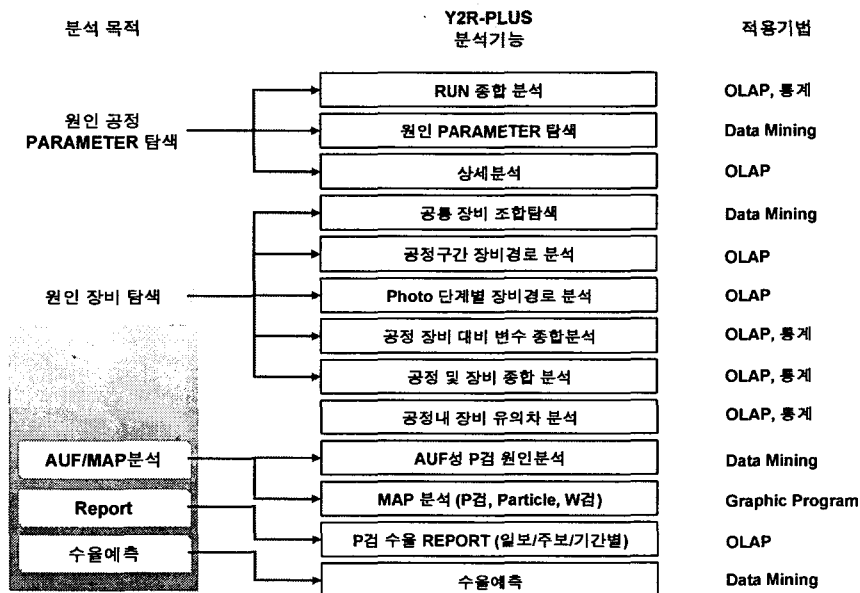 분석 목적
Y2R-PLUS
분석기능
적용기법
원인 공정
PARAMETER 탐색
RUN 종합 분석
OLAP, 통계
원인 PARAMETER 탐색
Data Mining
상세분석
OLAP
원인 장비 탐색
공통 장비 조합탐색
Data Mining
공정구간 장비경로 분석
OLAP
Photo 단계별 장비경로 분석
OLAP
공정 장비 대비 변수 종합분석
OLAP, 통계
공정 및 장비 종합 분석
OLAP, 통계
공정내 장비 유의차 분석
OLAP, 통계
AUF/MAP분석
AUF성 P검 원인분석
Data Mining
MAP 분석 (P검, Particle, W검)
Graphic Program
Report
P검 수율 REPORT (일보/주보/기간별)
OLAP
수율예측
수율예측
Data Mining